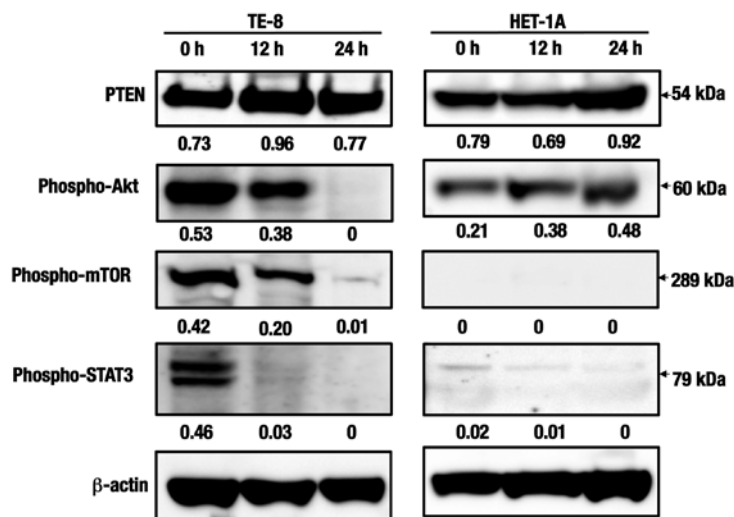 TE-8 HET-1A
0 h 12 h 24 h 0 h 12 h 24 h
PTEN 54 kDa
0.73 0.96 0.77 0.79 0.69 0.92
Phospho-Akt 60 kDa
0.53 0.38 0 0.21 0.38 0.48
Phospho-mTOR 289 kDa
0.42 0.20 0.01 0 0 0
Phospho-STAT3 79 kDa
0.46 0.03 0 0.02 0.01 0
β-actin